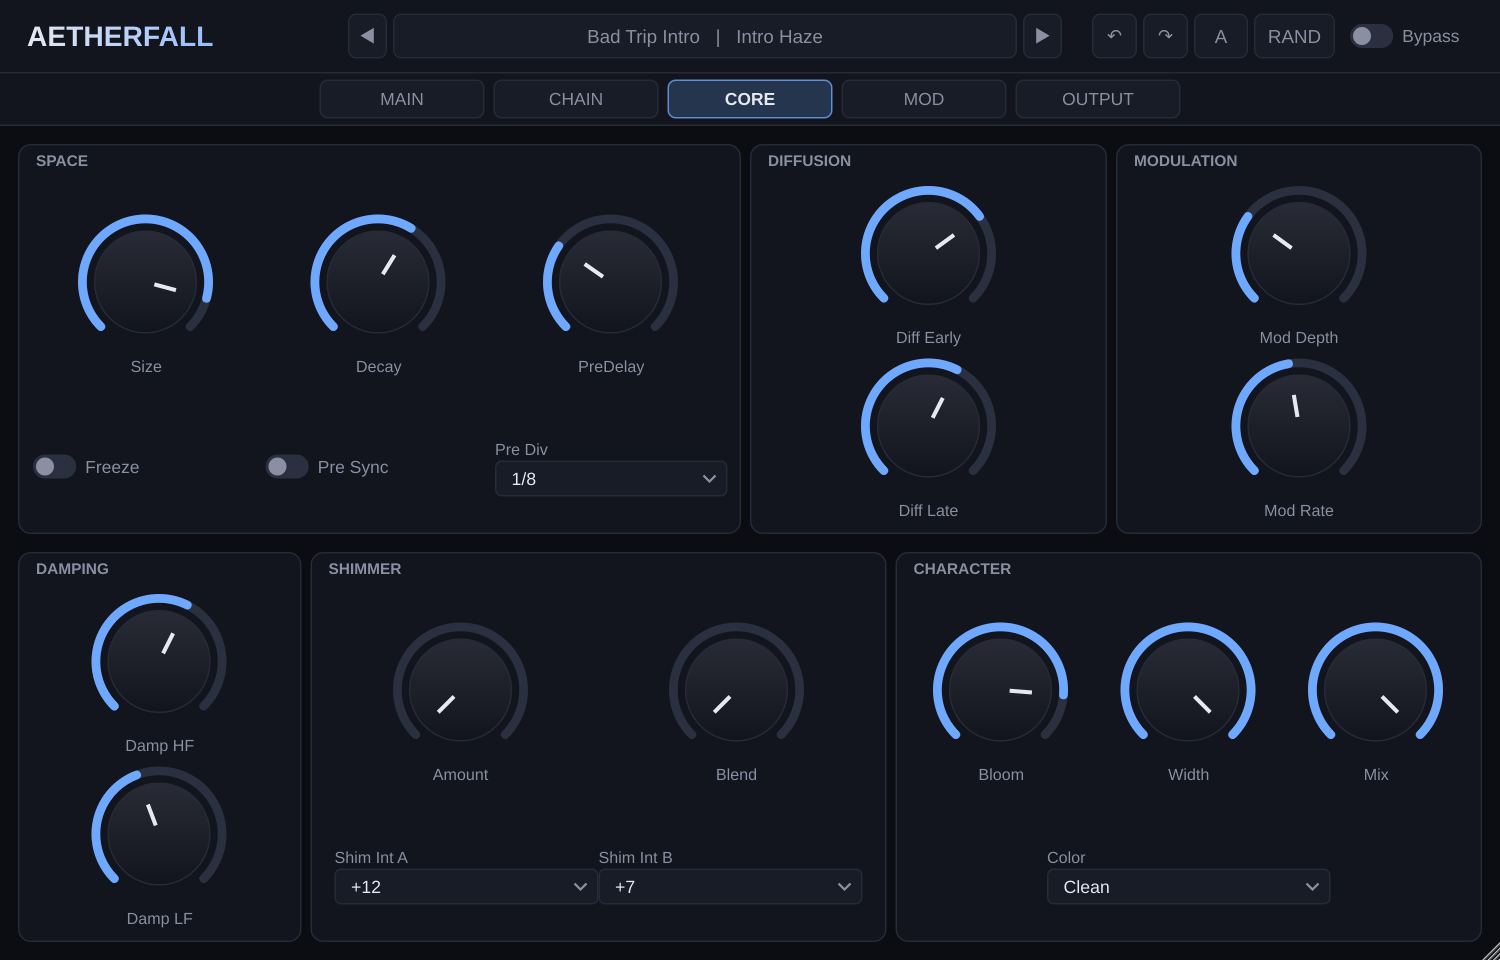 AETHERFALL
Bad Trip Intro | Intro Haze
A
RAND
Bypass
MAIN
CHAIN
CORE
MOD
OUTPUT
SPACE
Size
Decay
PreDelay
Freeze
Pre Sync
Pre Div
1/8
DIFFUSION
Diff Early
Diff Late
MODULATION
Mod Depth
Mod Rate
DAMPING
Damp HF
Damp LF
SHIMMER
Amount
Blend
Shim Int A
+12
Shim Int B
+7
CHARACTER
Bloom
Width
Mix
Color
Clean